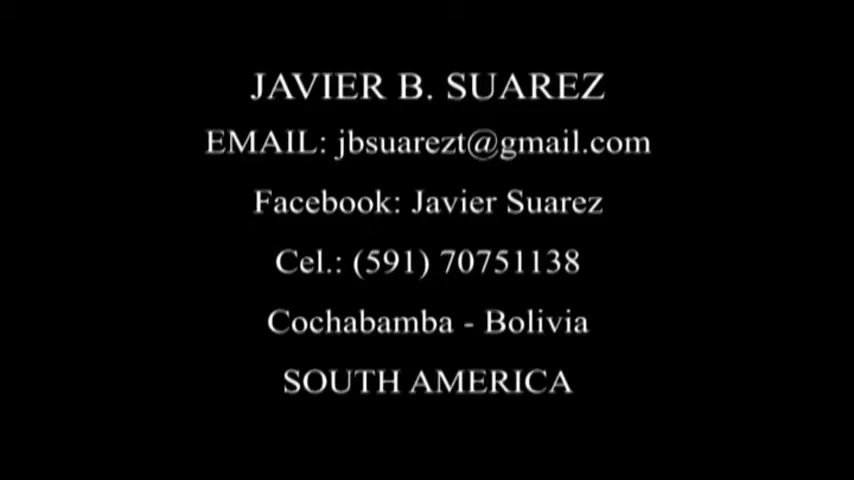 JAVIER B. SUAREZ
EMAIL: jbsuarezt@gmail.com
Facebook: Javier Suarez
Cel.: (591) 70751138
Cochabamba - Bolivia
SOUTH AMERICA